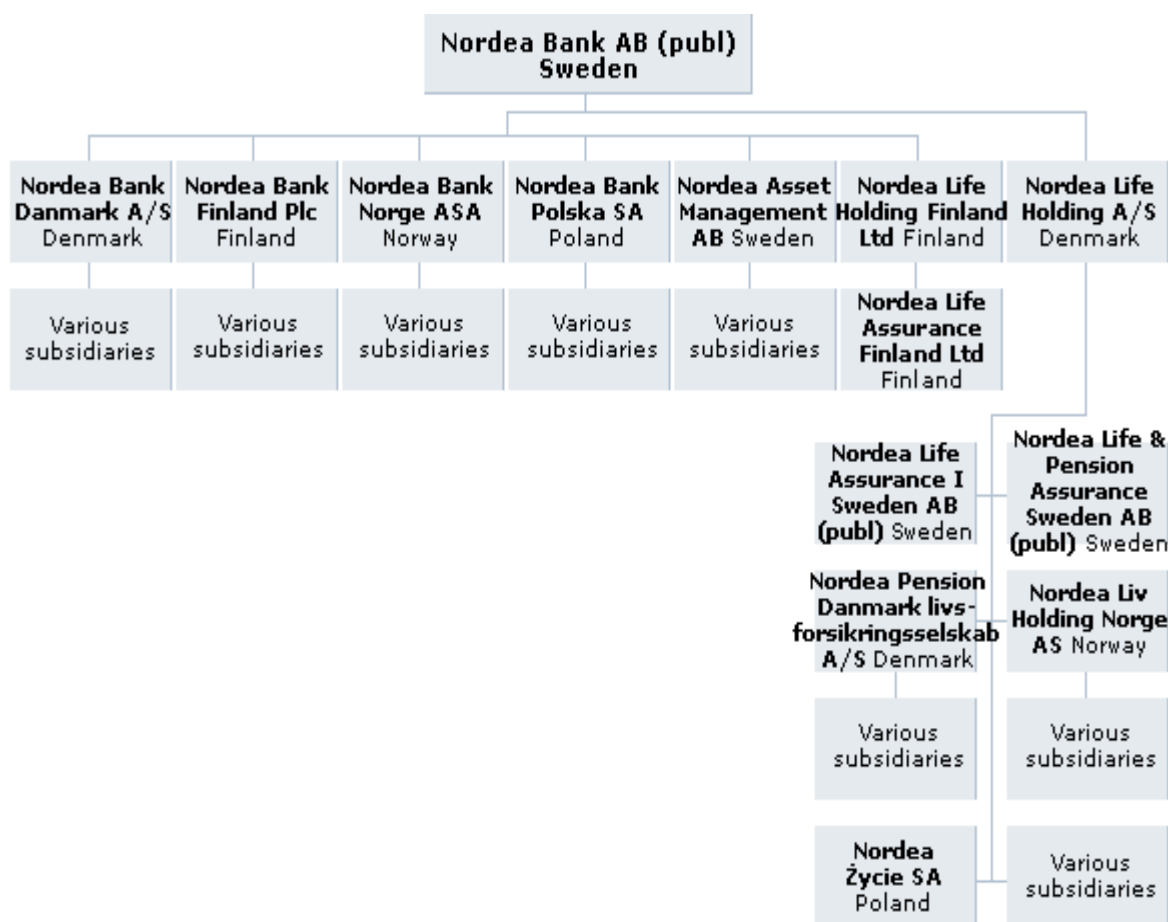 Nordea Bank AB (publ)
Sweden
Nordea Bank
Danmark A/S
Denmark
Nordea Bank
Finland Plc
Finland
Nordea Bank
Norge ASA
Norway
Nordea Bank
Polska SA
Poland
Nordea Asset
Management
AB Sweden
Nordea Life
Holding Finland
Ltd Finland
Nordea Life
Holding A/S
Denmark
Various
subsidiaries
Various
subsidiaries
Various
subsidiaries
Various
subsidiaries
Various
subsidiaries
Nordea Life
Assurance
Finland Ltd
Finland
Nordea Life
Assurance I
Sweden AB
(publ) Sweden
Nordea Life &
Pension
Assurance
Sweden AB
(publ) Sweden
Nordea Pension
Danmark livs-
forsikringsselskab
A/S Denmark
Nordea Liv
Holding Norge
AS Norway
Various
subsidiaries
Various
subsidiaries
Nordea
Życie SA
Poland
Various
subsidiaries